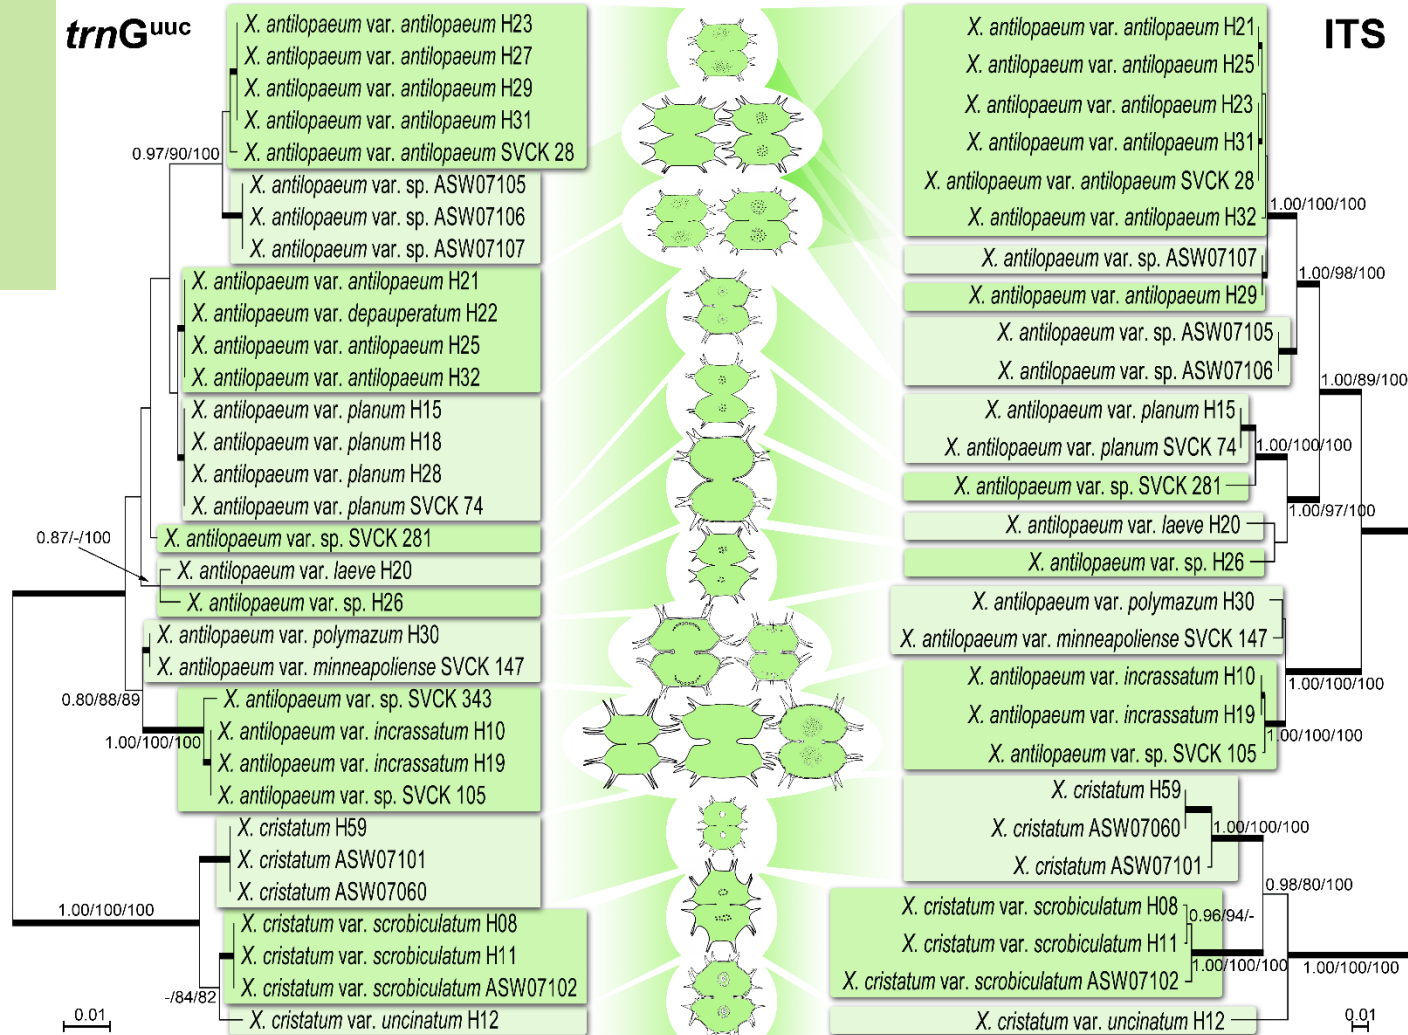 trnGuuc
X. antilopaeum var. antilopaeum H23
X. antilopaeum var. antilopaeum H27
X. antilopaeum var. antilopaeum H29
X. antilopaeum var. antilopaeum H31
X. antilopaeum var. antilopaeum SVCK 28
0.97/90/100
X. antilopaeum var. sp. ASW07105
X. antilopaeum var. sp. ASW07106
X. antilopaeum var. sp. ASW07107
X. antilopaeum var. antilopaeum H21
X. antilopaeum var. depauperatum H22
X. antilopaeum var. antilopaeum H25
X. antilopaeum var. antilopaeum H32
X. antilopaeum var. planum H15
X. antilopaeum var. planum H18
X. antilopaeum var. planum H28
X. antilopaeum var. planum SVCK 74
X. antilopaeum var. sp. SVCK 281
0.87/-/100
X. antilopaeum var. laeve H20
X. antilopaeum var. sp. H26
X. antilopaeum var. polymazum H30
X. antilopaeum var. minneapoliense SVCK 147
0.80/88/89
X. antilopaeum var. sp. SVCK 343
X. antilopaeum var. incrassatum H10
1.00/100/100
X. antilopaeum var. incrassatum H19
X. antilopaeum var. sp. SVCK 105
X. cristatum H59
X. cristatum ASW07101
X. cristatum ASW07060
1.00/100/100
X. cristatum var. scrobiculatum H08
X. cristatum var. scrobiculatum H11
X. cristatum var. scrobiculatum ASW07102
-/84/82
X. cristatum var. uncinatum H12
0.01
ITS
X. antilopaeum var. antilopaeum H21
X. antilopaeum var. antilopaeum H25
X. antilopaeum var. antilopaeum H23
X. antilopaeum var. antilopaeum H31
X. antilopaeum var. antilopaeum SVCK 28
1.00/100/100
X. antilopaeum var. antilopaeum H32
X. antilopaeum var. sp. ASW07107
1.00/98/100
X. antilopaeum var. antilopaeum H29
X. antilopaeum var. sp. ASW07105
X. antilopaeum var. sp. ASW07106
1.00/89/100
X. antilopaeum var. planum H15
X. antilopaeum var. planum SVCK 74
1.00/100/100
X. antilopaeum var. sp. SVCK 281
1.00/97/100
X. antilopaeum var. laeve H20
X. antilopaeum var. sp. H26
X. antilopaeum var. polymazum H30
X. antilopaeum var. minneapoliense SVCK 147
X. antilopaeum var. incrassatum H10
1.00/100/100
X. antilopaeum var. incrassatum H19
1.00/100/100
X. antilopaeum var. sp. SVCK 105
X. cristatum H59
X. cristatum ASW07060
1.00/100/100
X. cristatum ASW07101
0.98/80/100
X. cristatum var. scrobiculatum H08
0.96/94/-
X. cristatum var. scrobiculatum H11
1.00/100/100
1.00/100/100
X. cristatum var. scrobiculatum ASW07102
X. cristatum var. uncinatum H12
0.01